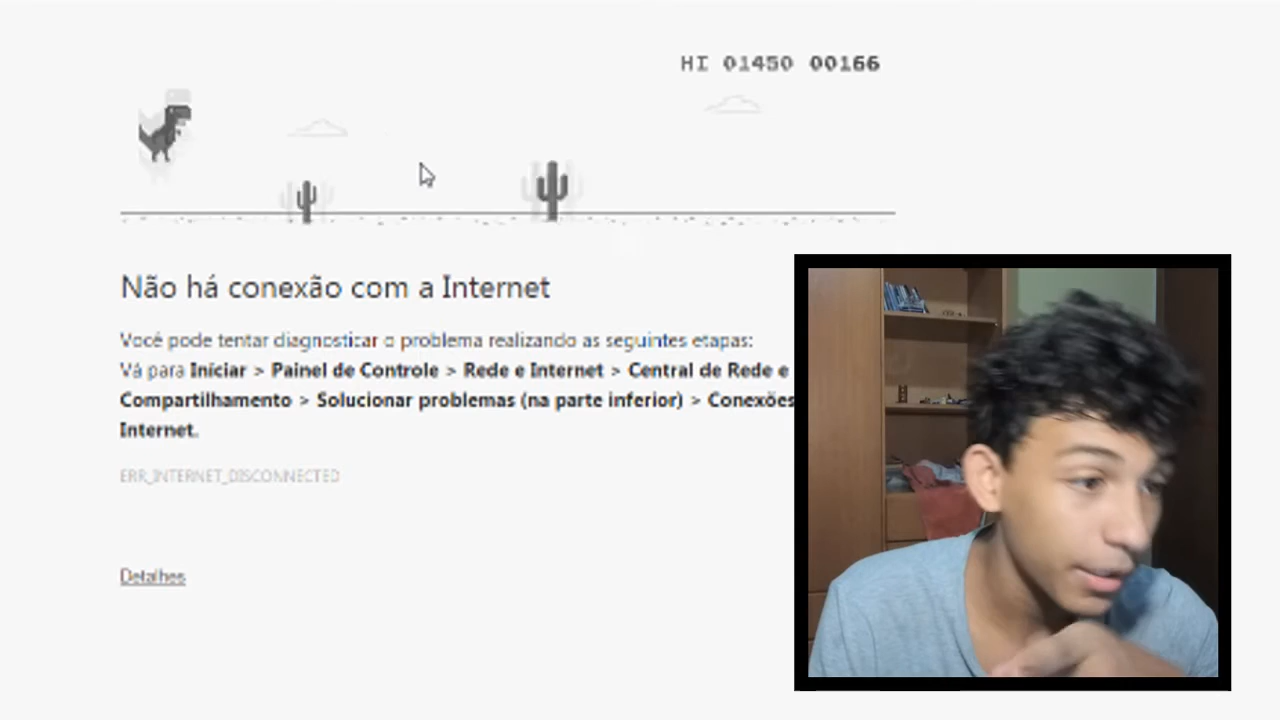 HI 01450 00166
Não há conexão com a Internet
Você pode tentar diagnosticar o problema realizando as seguintes etapas:
Vá para Iniciar > Painel de Controle > Rede e Internet > Central de Rede e
Compartilhamento > Solucionar problemas (na parte inferior) > Conexões
Internet.
ERR_INTERNET_DISCONNECTED
Detalhes